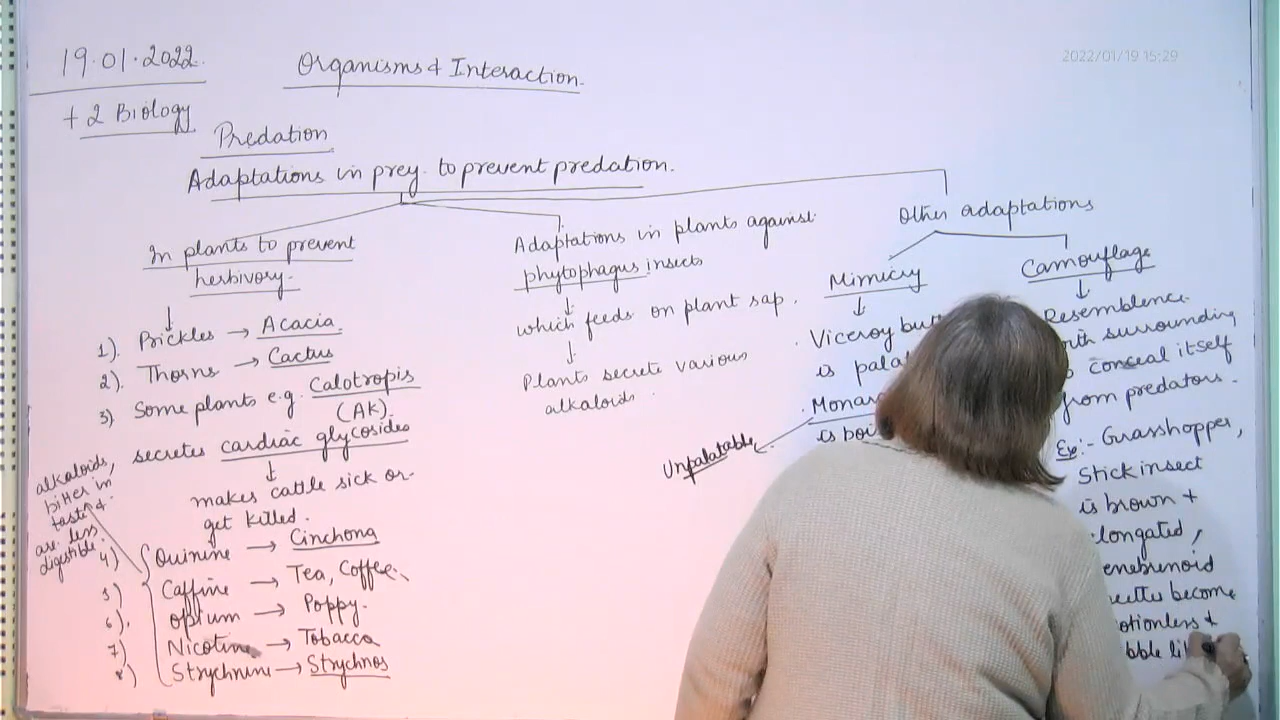 19.01.2022.
Organisms & Interaction.
2022/01/19 15:29
+2 Biology
Predation
Adaptations in prey to prevent predation.
In plants to prevent
herbivory.
1). Prickles → Acacia.
2). Thorns → Cactus
3) Some plants e.g. Calotropis
(AK).
secretes cardiac glycosides
makes cattle sick or
get killed.
alkaloids,
bitter in
taste &
are less
digestible.
4) Quinine → Cinchona
5) Caffine → Tea, Coffee.
6). Opium → Poppy.
7) Nicotine → Tobacca
8) Strychnine → Strychnos
Adaptations in plants against
phytophagus insects
which feeds on plant sap.
Plants secrete various
alkaloids.
Other adaptations
Mimicry
Viceroy
is
is
Unpalatable
Camouflage
Resemblence
surrounding
conceal itself
from predators.
Ex:- Grasshopper,
Stick insect
is brown +
become